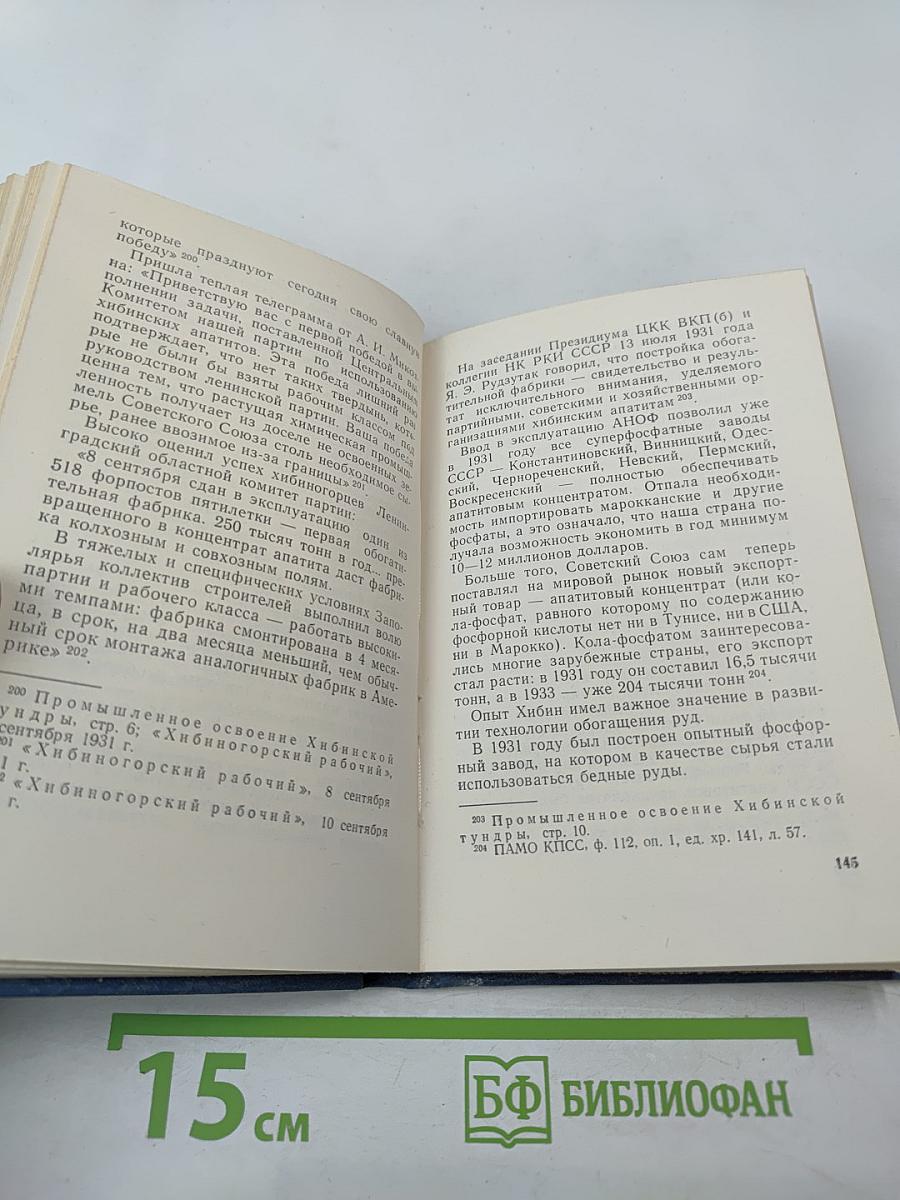 которые празднуют сегодня свою славную
победу» 200.
Пришла теплая телеграмма от А. И. Микоя-
на: «Приветствую вас с первой победой в вы-
полнении задачи, поставленной Центральным
Комитетом нашей партии по использованию
хибинских апатитов. Эта победа лишний раз
подтверждает, что нет таких твердынь, кото-
рые не были бы взяты рабочим классом под
руководством ленинской партии. Ваша победа
ценна тем, что растущая химическая промыш-
ленность получает из доселе не освоенных зе-
мель Советского Союза столь необходимое сы-
рье, ранее ввозимое из-за границы» 201.
Высоко оценил успех хибиногорцев Ленин-
градский областной комитет партии:
«8 сентября сдан в эксплуатацию один из
518 форпостов пятилетки — первая обогати-
тельная фабрика. 250 тысяч тонн в год... пре-
вращенного в концентрат апатита даст фабри-
ка колхозным и совхозным полям.
В тяжелых и специфических условиях Запо-
лярья коллектив строителей выполнил волю
партии и рабочего класса — работать высоки-
ми темпами: фабрика смонтирована в 4 меся-
ца, в срок, на два месяца меньший, чем обыч-
ный срок монтажа аналогичных фабрик в Аме-
рике» 202.
200 Промышленное освоение Хибинской
тундры, стр. 6; «Хибиногорский рабочий»,
сентября 1931 г.
201 «Хибиногорский рабочий», 8 сентября
1 г.
2 «Хибиногорский рабочий», 10 сентября
г.
На заседании Президиума ЦКК ВКП(б) и
коллегии НК РКИ СССР 13 июля 1931 года
Я. Э. Рудзутак говорил, что постройка обога-
тительной фабрики — свидетельство и резуль-
тат исключительного внимания, уделяемого
партийными, советскими и хозяйственными ор-
ганизациями хибинским апатитам 203.
Ввод в эксплуатацию АНОФ позволил уже
в 1931 году все суперфосфатные заводы
СССР — Константиновский, Винницкий, Одес-
ский, Чернореченский, Невский, Пермский,
Воскресенский — полностью обеспечивать
апатитовым концентратом. Отпала необходи-
мость импортировать марокканские и другие
фосфаты, а это означало, что наша страна по-
лучала возможность экономить в год минимум
10—12 миллионов долларов.
Больше того, Советский Союз сам теперь
поставлял на мировой рынок новый экспорт-
ный товар — апатитовый концентрат (или ко-
ла-фосфат, равного которому по содержанию
фосфорной кислоты нет ни в Тунисе, ни в США,
ни в Марокко). Кола-фосфатом заинтересова-
лись многие зарубежные страны, его экспорт
стал расти: в 1931 году он составил 16,5 тысячи
тонн, а в 1933 — уже 204 тысячи тонн 204.
Опыт Хибин имел важное значение в разви-
тии технологии обогащения руд.
В 1931 году был построен опытный фосфор-
ный завод, на котором в качестве сырья стали
использоваться бедные руды.
203 Промышленное освоение Хибинской
тундры, стр. 10.
204 ПАМО КПСС, ф. 112, оп. 1, ед. хр. 141, л. 57.
145
15 см
БФ БИБЛИОФАН